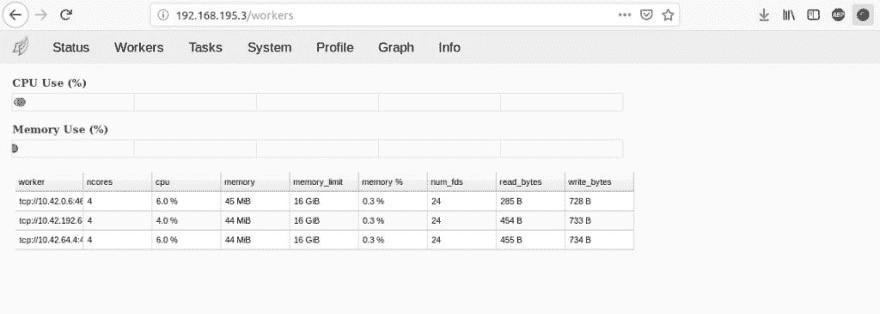 192.168.195.3/workers
Status Workers Tasks System Profile Graph Info
CPU Use (%)
Memory Use (%)
worker ncores cpu memory memory_limit memory % num_fds read_bytes write_bytes
tcp://10.42.0.6:46 4 6.0 % 45 MiB 16 GiB 0.3 % 24 285 B 728 B
tcp://10.42.192.6 4 4.0 % 44 MiB 16 GiB 0.3 % 24 454 B 733 B
tcp://10.42.64.4:4 4 6.0 % 44 MiB 16 GiB 0.3 % 24 455 B 734 B